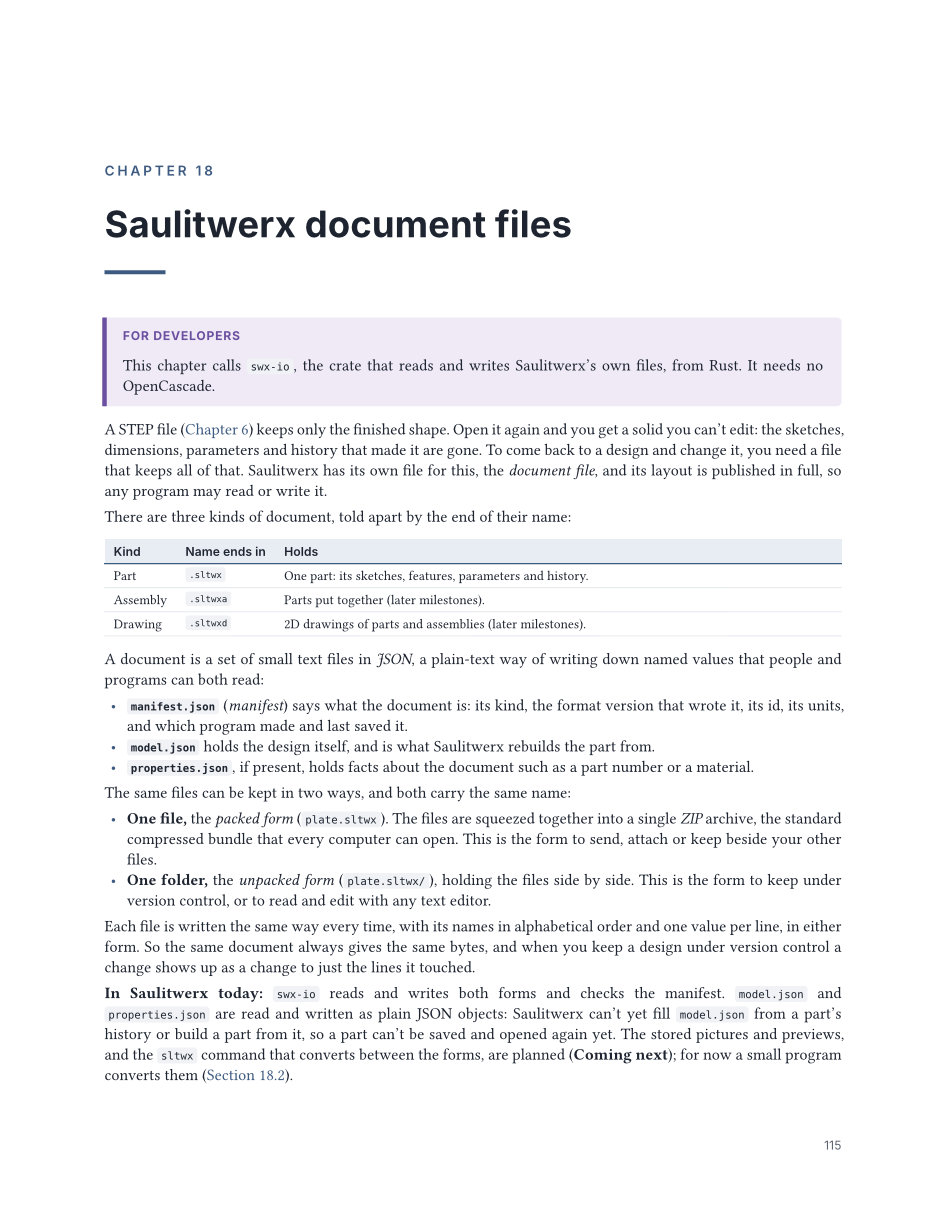 CHAPTER 18
Saulitwerx document files
FOR DEVELOPERS
This chapter calls swx-io, the crate that reads and writes Saulitwerx’s own files, from Rust. It needs no
OpenCascade.
A STEP file (Chapter 6) keeps only the finished shape. Open it again and you get a solid you can’t edit: the sketches,
dimensions, parameters and history that made it are gone. To come back to a design and change it, you need a file
that keeps all of that. Saulitwerx has its own file for this, the document file, and its layout is published in full, so
any program may read or write it.
There are three kinds of document, told apart by the end of their name:
Kind Name ends in Holds
Part .sltwx One part: its sketches, features, parameters and history.
Assembly .sltwxa Parts put together (later milestones).
Drawing .sltwxd 2D drawings of parts and assemblies (later milestones).
A document is a set of small text files in JSON, a plain-text way of writing down named values that people and
programs can both read:
• manifest.json (manifest) says what the document is: its kind, the format version that wrote it, its id, its units,
and which program made and last saved it.
• model.json holds the design itself, and is what Saulitwerx rebuilds the part from.
• properties.json, if present, holds facts about the document such as a part number or a material.
The same files can be kept in two ways, and both carry the same name:
• One file, the packed form (plate.sltwx). The files are squeezed together into a single ZIP archive, the standard
compressed bundle that every computer can open. This is the form to send, attach or keep beside your other
files.
• One folder, the unpacked form (plate.sltwx/), holding the files side by side. This is the form to keep under
version control, or to read and edit with any text editor.
Each file is written the same way every time, with its names in alphabetical order and one value per line, in either
form. So the same document always gives the same bytes, and when you keep a design under version control a
change shows up as a change to just the lines it touched.
In Saulitwerx today: swx-io reads and writes both forms and checks the manifest. model.json and
properties.json are read and written as plain JSON objects: Saulitwerx can’t yet fill model.json from a part’s
history or build a part from it, so a part can’t be saved and opened again yet. The stored pictures and previews,
and the sltwx command that converts between the forms, are planned (Coming next); for now a small program
converts them (Section 18.2).
115